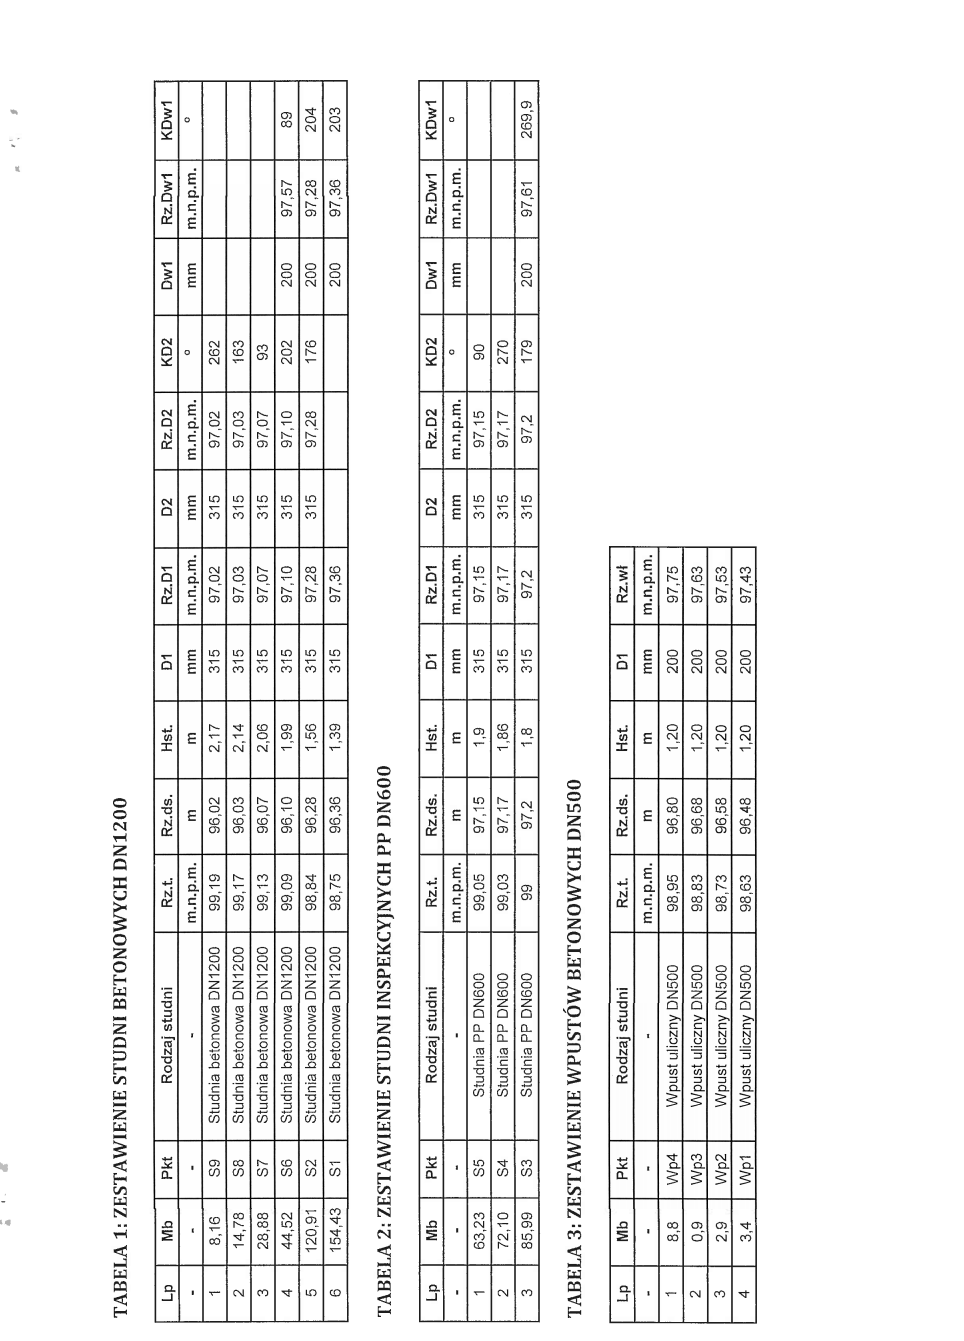 TABELA 1: ZESTAWIENIE STUDNI BETONOWYCH DN1200
Lp Mb Pkt Rodzaj studni Rz.t. Rz.ds. Hst. D1 Rz.D1 D2 Rz.D2 KD2 Dw1 Rz.Dw1 KDw1
- - - - m.n.p.m. m m mm m.n.p.m. mm m.n.p.m. ° mm m.n.p.m. °
1 8,16 S9 Studnia betonowa DN1200 99,19 96,02 2,17 315 97,02 315 97,02 262
2 14,78 S8 Studnia betonowa DN1200 99,17 96,03 2,14 315 97,03 315 97,03 163
3 28,88 S7 Studnia betonowa DN1200 99,13 96,07 2,06 315 97,07 315 97,07 93
4 44,52 S6 Studnia betonowa DN1200 99,09 96,10 1,99 315 97,10 315 97,10 202 200 97,57 89
5 120,91 S2 Studnia betonowa DN1200 98,84 96,28 1,56 315 97,28 315 97,28 176 200 97,28 204
6 154,43 S1 Studnia betonowa DN1200 98,75 96,36 1,39 315 97,36 200 97,36 203
TABELA 2: ZESTAWIENIE STUDNI INSPEKCYJNYCH PP DN600
Lp Mb Pkt Rodzaj studni Rz.t. Rz.ds. Hst. D1 Rz.D1 D2 Rz.D2 KD2 Dw1 Rz.Dw1 KDw1
- - - - m.n.p.m. m m mm m.n.p.m. mm m.n.p.m. ° mm m.n.p.m. °
1 63,23 S5 Studnia PP DN600 99,05 97,15 1,9 315 97,15 315 97,15 90
2 72,10 S4 Studnia PP DN600 99,03 97,17 1,86 315 97,17 315 97,17 270
3 85,99 S3 Studnia PP DN600 99 97,2 1,8 315 97,2 315 97,2 179 200 97,61 269,9
TABELA 3: ZESTAWIENIE WPUSTÓW BETONOWYCH DN500
Lp Mb Pkt Rodzaj studni Rz.t. Rz.ds. Hst. D1 Rz.wł
- - - - m.n.p.m. m m mm m.n.p.m.
1 8,8 Wp4 Wpust uliczny DN500 98,95 96,80 1,20 200 97,75
2 0,9 Wp3 Wpust uliczny DN500 98,83 96,68 1,20 200 97,63
3 2,9 Wp2 Wpust uliczny DN500 98,73 96,58 1,20 200 97,53
4 3,4 Wp1 Wpust uliczny DN500 98,63 96,48 1,20 200 97,43